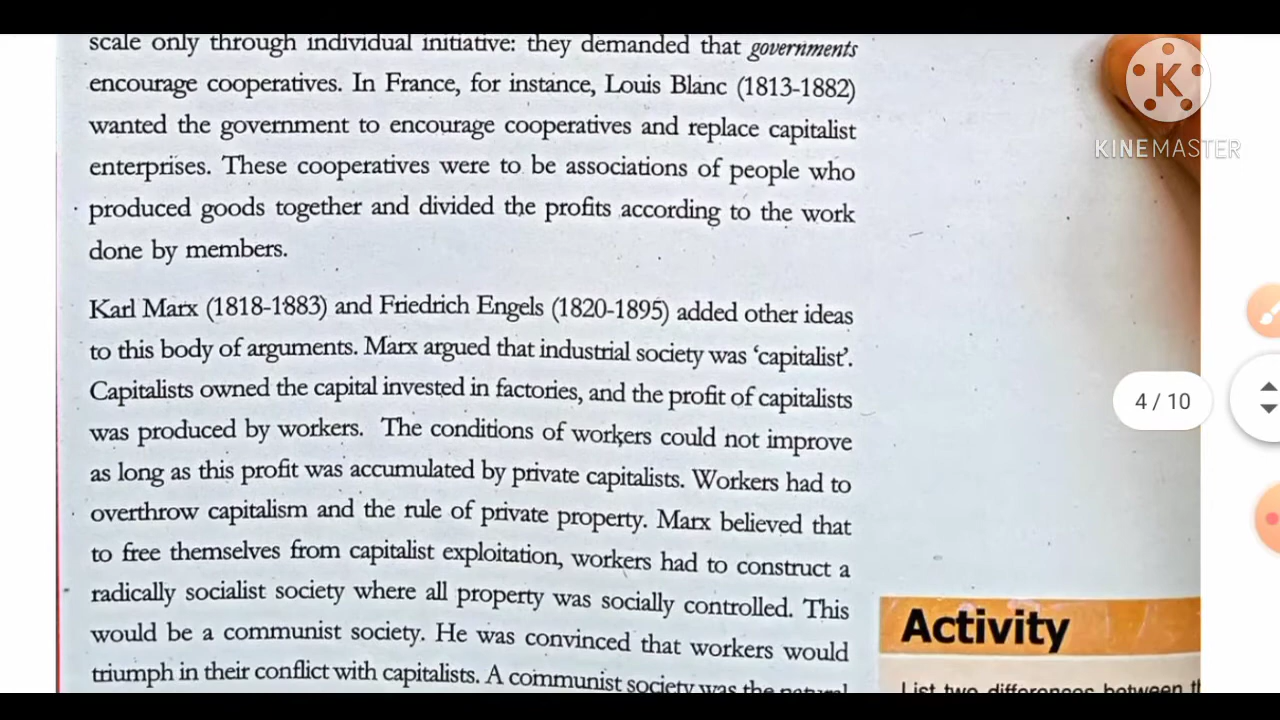 scale only through individual initiative: they demanded that governments
encourage cooperatives. In France, for instance, Louis Blanc (1813-1882)
wanted the government to encourage cooperatives and replace capitalist
enterprises. These cooperatives were to be associations of people who
produced goods together and divided the profits according to the work
done by members.
Karl Marx (1818-1883) and Friedrich Engels (1820-1895) added other ideas
to this body of arguments. Marx argued that industrial society was ‘capitalist’.
Capitalists owned the capital invested in factories, and the profit of capitalists
was produced by workers. The conditions of workers could not improve
as long as this profit was accumulated by private capitalists. Workers had to
overthrow capitalism and the rule of private property. Marx believed that
to free themselves from capitalist exploitation, workers had to construct a
radically socialist society where all property was socially controlled. This
would be a communist society. He was convinced that workers would
triumph in their conflict with capitalists. A communist society was the natural
K
KINEMASTER
4 / 10
Activity
List two differences between